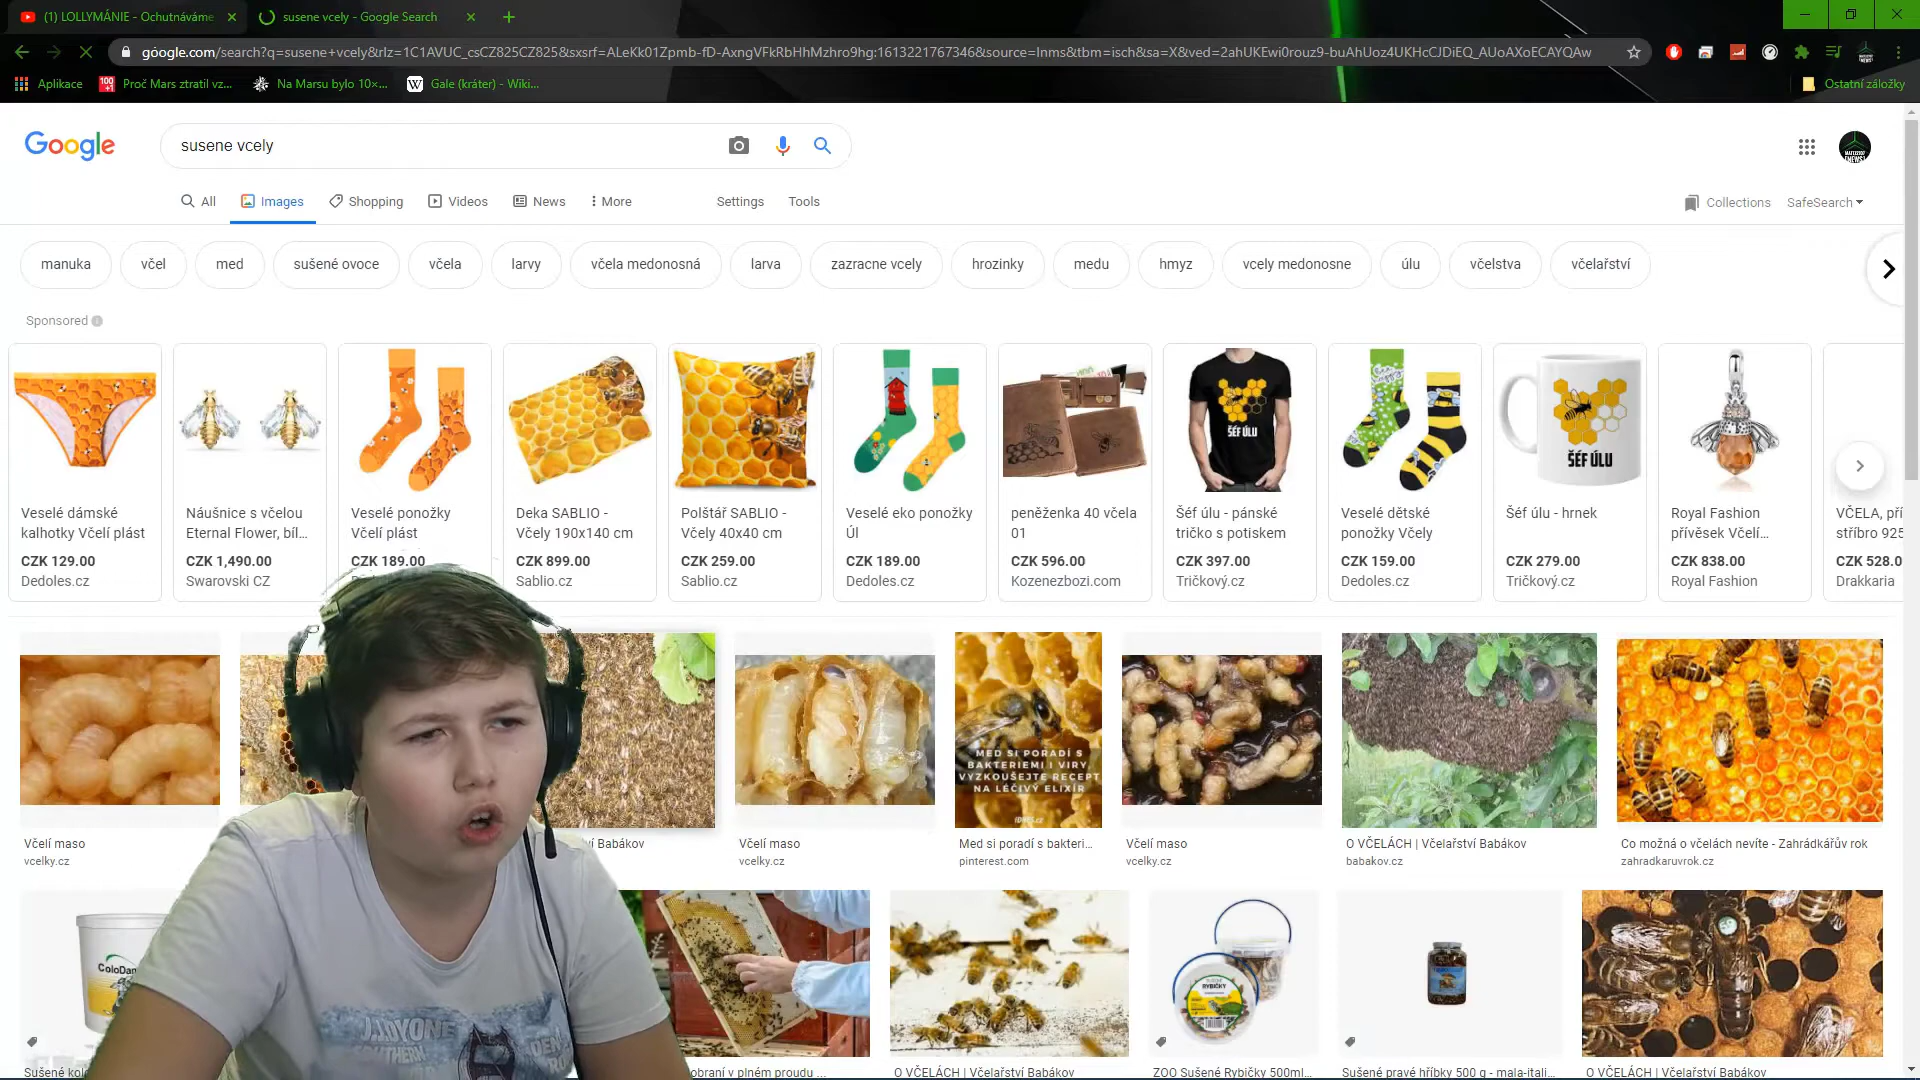 (1) LOLLYMÁNIE - Ochutnáváme
susene vcely - Google Search
google.com/search?q=susene+vcely&rlz=1C1AVUC_csCZ825CZ825&sxsrf=ALeKk01Zpmb-fD-AxngVFkRbHhMzhro9hg:1613221767346&source=lnms&tbm=isch&sa=X&ved=2ahUKEwi0rouz9-buAhUoz4UKHcCJDiEQ_AUoAXoECAYQAw
Aplikace
Proč Mars ztratil vz...
Na Marsu bylo 10×...
Gale (kráter) - Wiki...
Ostatní záložky
Google
susene vcely
All
Images
Shopping
Videos
News
More
Settings
Tools
Collections
SafeSearch
manuka
včel
med
sušené ovoce
včela
larvy
včela medonosná
larva
zazracne vcely
hrozinky
medu
hmyz
vcely medonosne
úlu
včelstva
včelařství
Sponsored
ŠÉF ÚLU
ŠÉF ÚLU
Veselé dámské
kalhotky Včelí plást
CZK 129.00
Dedoles.cz
Náušnice s včelou
Eternal Flower, bíl...
CZK 1,490.00
Swarovski CZ
Veselé ponožky
Včelí plást
CZK 189.00
Deka SABLIO -
Včely 190x140 cm
CZK 899.00
Sablio.cz
Polštář SABLIO -
Včely 40x40 cm
CZK 259.00
Sablio.cz
Veselé eko ponožky
Úl
CZK 189.00
Dedoles.cz
peněženka 40 včela
01
CZK 596.00
Kozenezbozi.com
Šéf úlu - pánské
tričko s potiskem
CZK 397.00
Tričkový.cz
Veselé dětské
ponožky Včely
CZK 159.00
Dedoles.cz
Šéf úlu - hrnek
CZK 279.00
Tričkový.cz
Royal Fashion
přívěsek Včelí...
CZK 838.00
Royal Fashion
VČELA, pří
stříbro 925
CZK 528.0
Drakkaria
MED SI PORADÍ S
BAKTERIEMI I VIRY.
VYZKOUŠEJTE RECEPT
NA LÉČIVÝ ELIXÍR
Včelí maso
vcelky.cz
Babákov
Včelí maso
vcelky.cz
Med si poradí s bakteri...
pinterest.com
Včelí maso
vcelky.cz
O VČELÁCH | Včelařství Babákov
babakov.cz
Co možná o včelách nevíte - Zahrádkářův rok
zahradkaruvrok.cz
ColoDan
RYBIČKY
Sušené kol
obraní v plném proudu ...
O VČELÁCH | Včelařství Babákov
ZOO Sušené Rybičky 500ml...
Sušené pravé hříbky 500 g - mala-itali...
O VČELÁCH | Včelařství Babákov